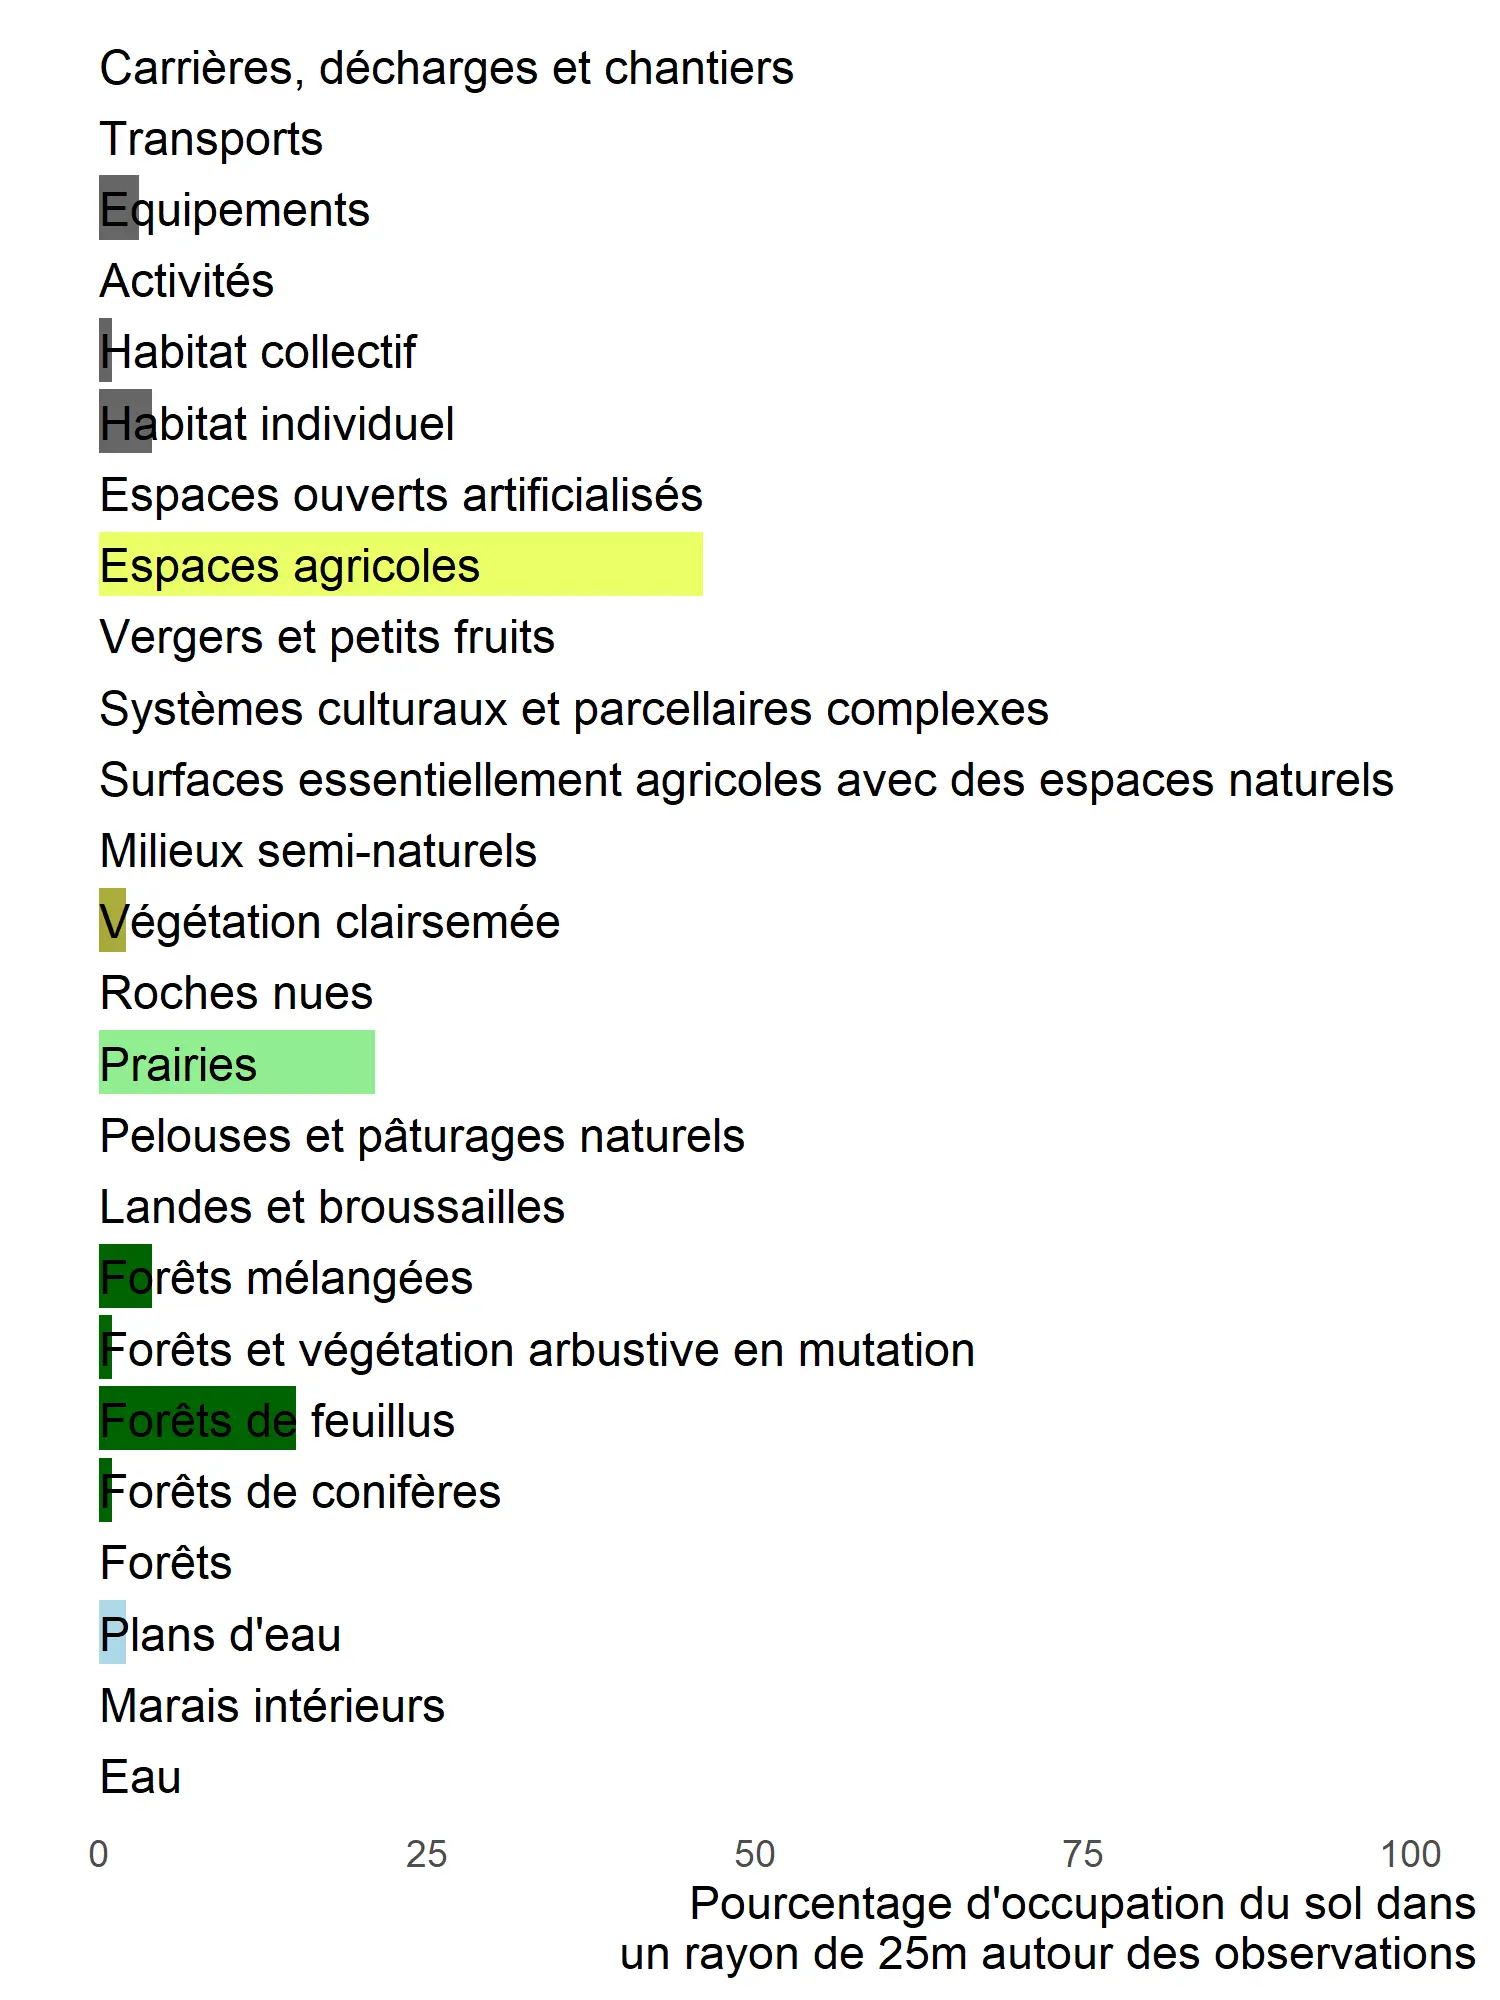 Carrières, décharges et chantiers
Transports
Equipements
Activités
Habitat collectif
Habitat individuel
Espaces ouverts artificialisés
Espaces agricoles
Vergers et petits fruits
Systèmes culturaux et parcellaires complexes
Surfaces essentiellement agricoles avec des espaces naturels
Milieux semi-naturels
Végétation clairsemée
Roches nues
Prairies
Pelouses et pâturages naturels
Landes et broussailles
Forêts mélangées
Forêts et végétation arbustive en mutation
Forêts de feuillus
Forêts de conifères
Forêts
Plans d'eau
Marais intérieurs
Eau
0 25 50 75 100
Pourcentage d'occupation du sol dans
un rayon de 25m autour des observations